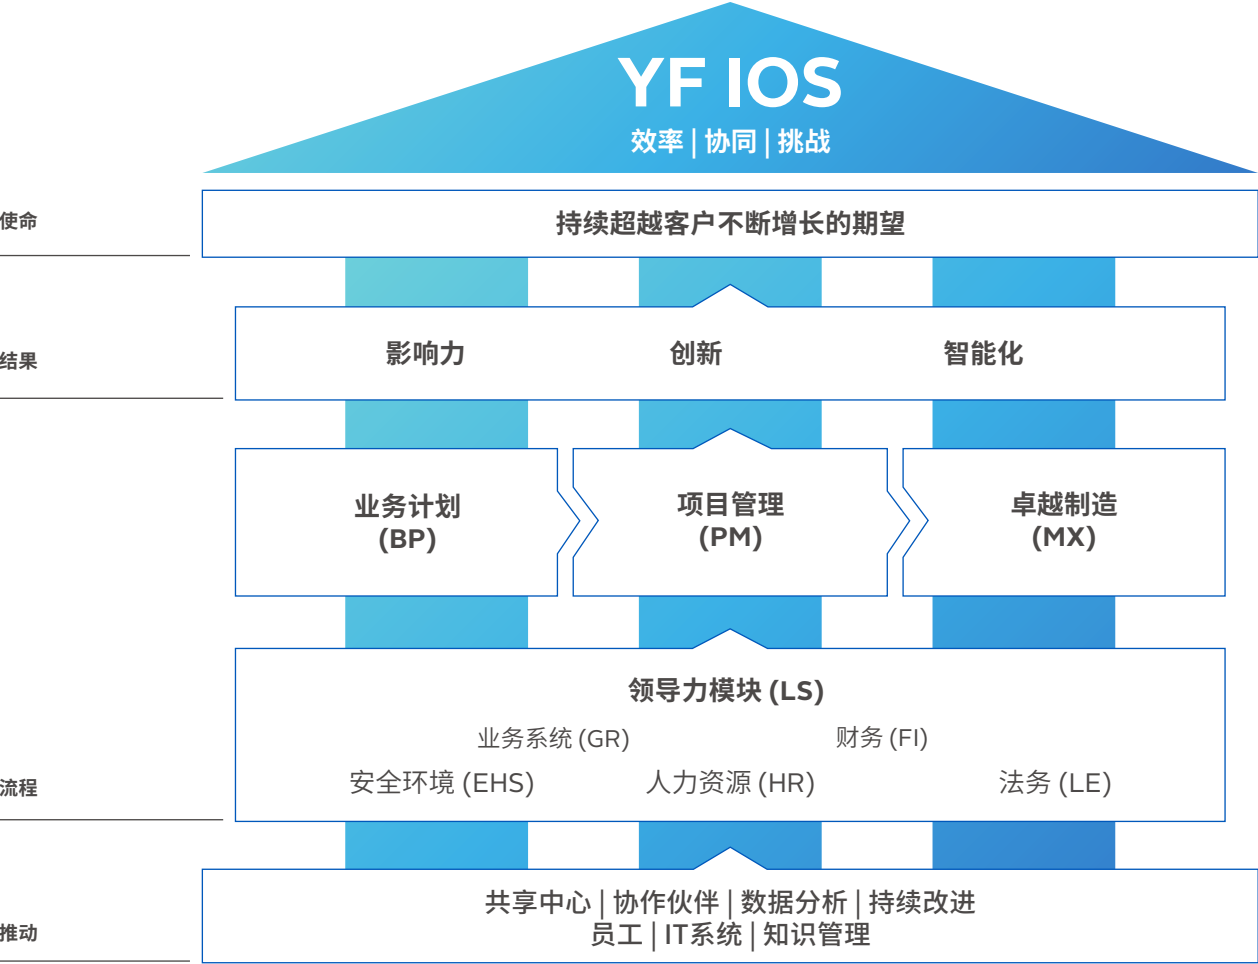 YF IOS
效率 | 协同 | 挑战
使命
持续超越客户不断增长的期望
结果
影响力 创新 智能化
业务计划
(BP)
项目管理
(PM)
卓越制造
(MX)
流程
领导力模块 (LS)
业务系统 (GR) 财务 (FI)
安全环境 (EHS) 人力资源 (HR) 法务 (LE)
推动
共享中心 | 协作伙伴 | 数据分析 | 持续改进
员工 | IT系统 | 知识管理